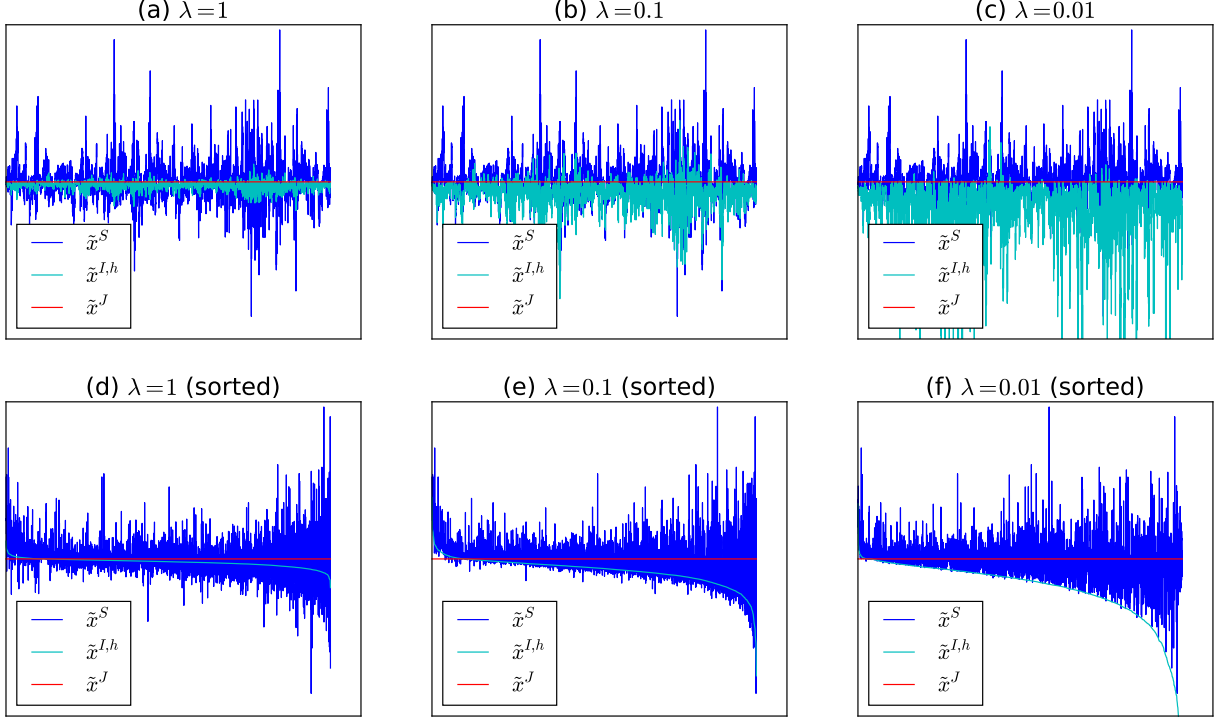 (a) λ=1
(b) λ=0.1
(c) λ=0.01
x̃^S
x̃^{I,h}
x̃^J
x̃^S
x̃^{I,h}
x̃^J
x̃^S
x̃^{I,h}
x̃^J
(d) λ=1 (sorted)
(e) λ=0.1 (sorted)
(f) λ=0.01 (sorted)
x̃^S
x̃^{I,h}
x̃^J
x̃^S
x̃^{I,h}
x̃^J
x̃^S
x̃^{I,h}
x̃^J